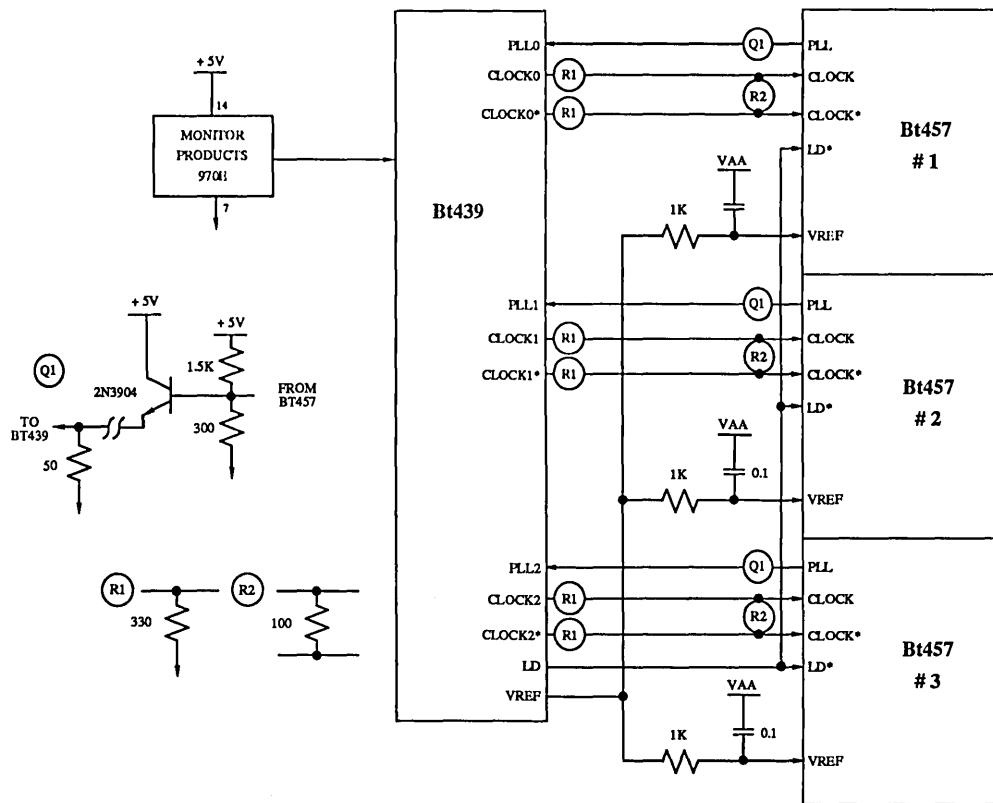 + 5V
14
MONITOR
PRODUCTS
970H
7
Bt439
PLL0
CLOCK0
CLOCK0*
PLL1
CLOCK1
CLOCK1*
PLL2
CLOCK2
CLOCK2*
LD
VREF
Q1
R1
R1
R2
VAA
1K
PLL
CLOCK
CLOCK*
LD*
VREF
Bt457
# 1
Q1
R1
R1
R2
VAA
0.1
1K
PLL
CLOCK
CLOCK*
LD*
VREF
Bt457
# 2
Q1
R1
R1
R2
VAA
0.1
1K
PLL
CLOCK
CLOCK*
LD*
VREF
Bt457
# 3
Q1
+ 5V
+ 5V
1.5K
2N3904
FROM
BT457
TO
BT439
300
50
R1
330
R2
100